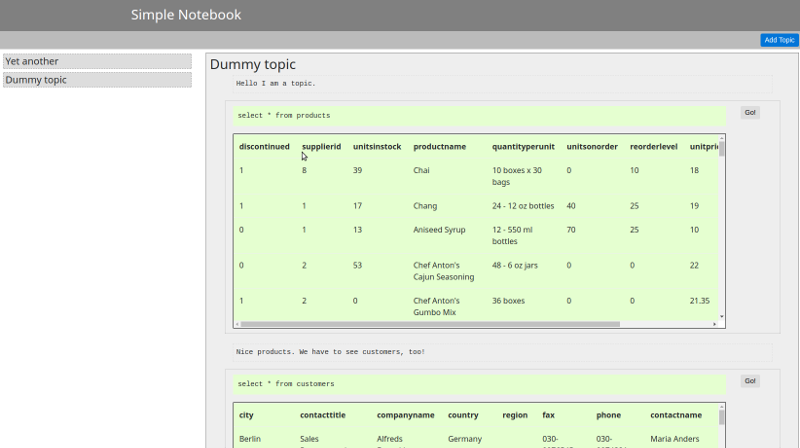 Simple Notebook
Add Topic
Yet another
Dummy topic
Dummy topic
Hello I am a topic.
select * from products
Go!
discontinued supplierid unitsinstock productname quantityperunit unitsonorder reorderlevel
1 8 39 Chai 10 boxes x 30 bags 0 10 18
1 1 17 Chang 24 - 12 oz bottles 40 25 19
0 1 13 Aniseed Syrup 12 - 550 ml bottles 70 25 10
0 2 53 Chef Anton's Cajun Seasoning 48 - 6 oz jars 0 0 22
1 2 0 Chef Anton's Gumbo Mix 36 boxes 0 0 21.35
Nice products. We have to see customers, too!
select * from customers
Go!
city contacttitle companyname country region fax phone contactname
Berlin Sales Alfreds Germany 030- 030- Maria Anders